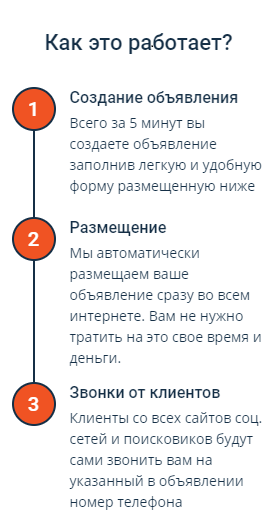 Как это работает?
1
Создание объявления
Всего за 5 минут вы
создаете объявление
заполнив легкую и удобную
форму размещенную ниже
2
Размещение
Мы автоматически
размещаем ваше
объявление сразу во всем
интернете. Вам не нужно
тратить на это свое время и
деньги.
3
Звонки от клиентов
Клиенты со всех сайтов соц.
сетей и поисковиков будут
сами звонить вам на
указанный в объявлении
номер телефона